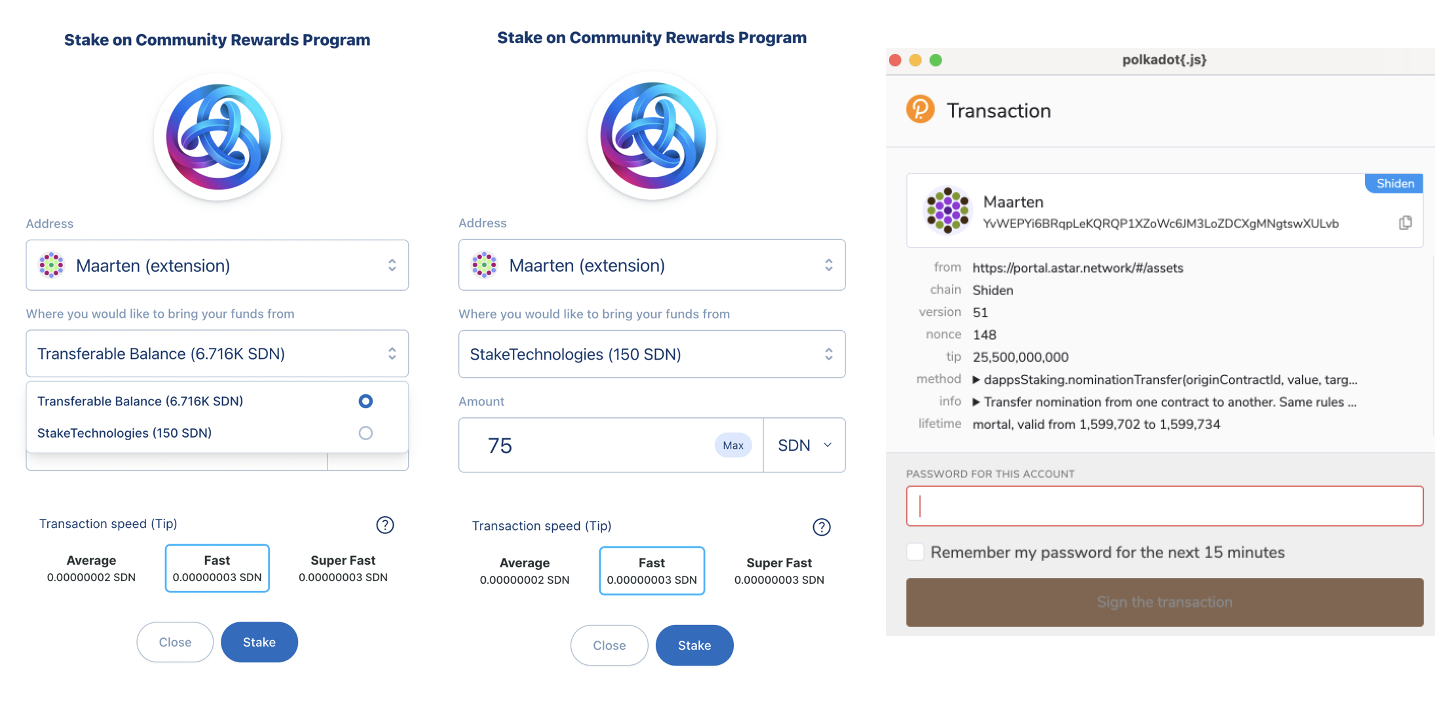 Stake on Community Rewards Program
Address
Maarten (extension)
Where you would like to bring your funds from
Transferable Balance (6.716K SDN)
Transferable Balance (6.716K SDN)
StakeTechnologies (150 SDN)
Transaction speed (Tip)
?
Average Fast Super Fast
0.00000002 SDN 0.00000003 SDN 0.00000003 SDN
Close Stake
Stake on Community Rewards Program
Address
Maarten (extension)
Where you would like to bring your funds from
StakeTechnologies (150 SDN)
Amount
75 Max SDN
Transaction speed (Tip)
?
Average Fast Super Fast
0.00000002 SDN 0.00000003 SDN 0.00000003 SDN
Close Stake
polkadot{.js}
Transaction
Shiden
Maarten
YvWEPYi6BRqpLeKQRQP1XZoWc6JM3LoZDCXgMNgtswXULvb
from https://portal.astar.network/#/assets
chain Shiden
version 51
nonce 148
tip 25,500,000,000
method ▶ dappsStaking.nominationTransfer(originContractId, value, targ...
info ▶ Transfer nomination from one contract to another. Same rules ...
lifetime mortal, valid from 1,599,702 to 1,599,734
PASSWORD FOR THIS ACCOUNT
Remember my password for the next 15 minutes
Sign the transaction